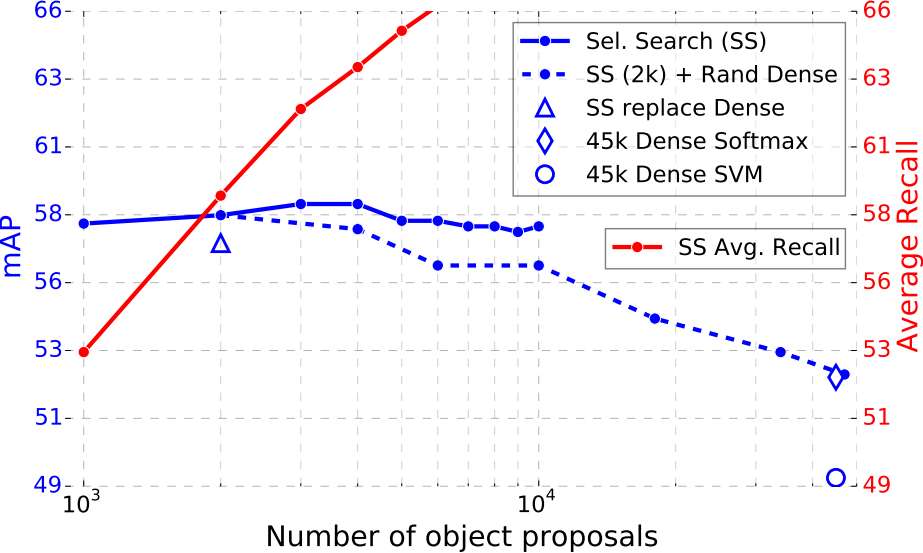 66
63
61
58
56
53
51
49
mAP
Sel. Search (SS)
SS (2k) + Rand Dense
SS replace Dense
45k Dense Softmax
45k Dense SVM
SS Avg. Recall
66
63
61
58
56
53
51
49
Average Recall
10³
10⁴
Number of object proposals